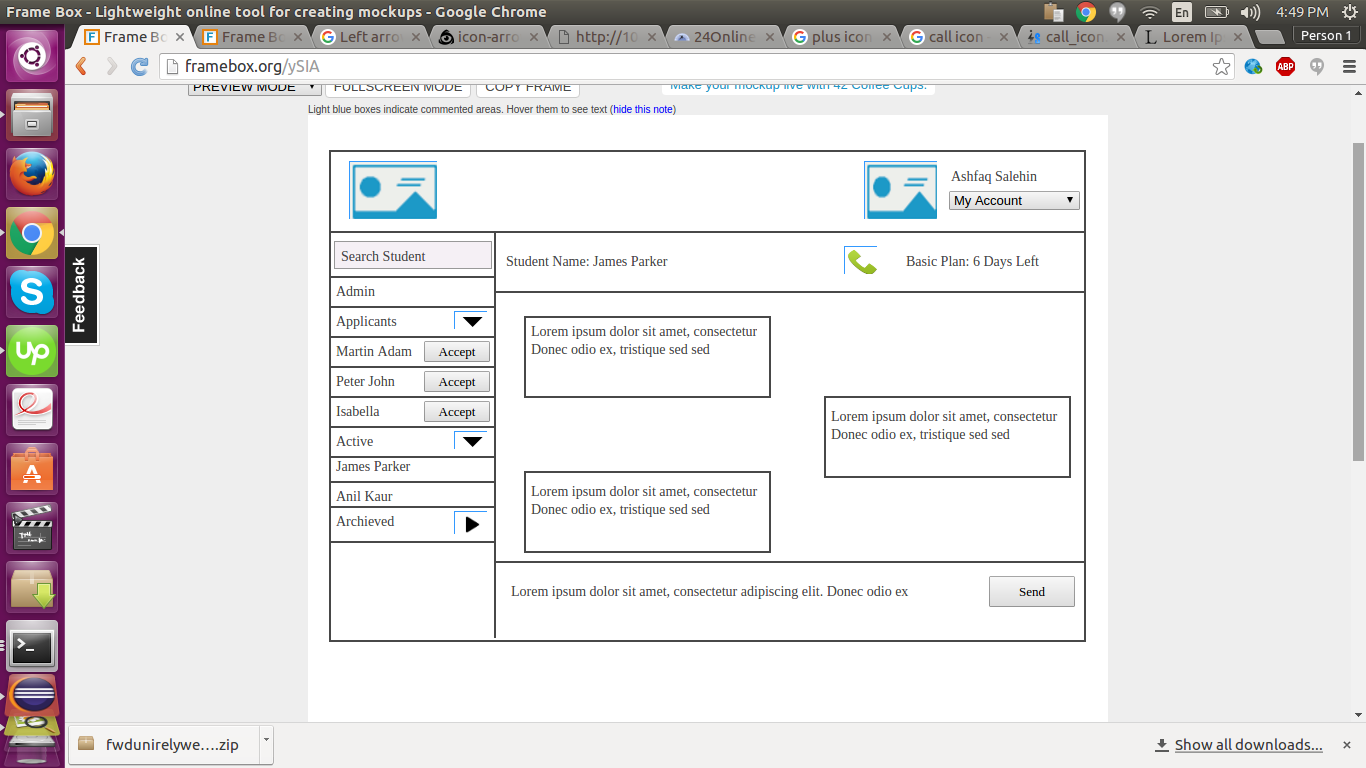 Frame Box - Lightweight online tool for creating mockups - Google Chrome
En
4:49 PM
Frame Bo
Frame Bo
Left arro
icon-arro
http://10
24Online
plus icon
call icon
call_icon
Lorem Ips
Person 1
framebox.org/ySIA
ABP
PREVIEW MODE
FULLSCREEN MODE
COPY FRAME
Make your mockup live with 42 Coffee Cups.
Light blue boxes indicate commented areas. Hover them to see text (hide this note)
Feedback
Ashfaq Salehin
My Account
Search Student
Student Name: James Parker
Basic Plan: 6 Days Left
Admin
Applicants
Martin Adam
Accept
Peter John
Accept
Isabella
Accept
Active
James Parker
Anil Kaur
Archieved
Lorem ipsum dolor sit amet, consectetur
Donec odio ex, tristique sed sed
Lorem ipsum dolor sit amet, consectetur
Donec odio ex, tristique sed sed
Lorem ipsum dolor sit amet, consectetur
Donec odio ex, tristique sed sed
Lorem ipsum dolor sit amet, consectetur adipiscing elit. Donec odio ex
Send
fwdunirelywe....zip
Show all downloads...